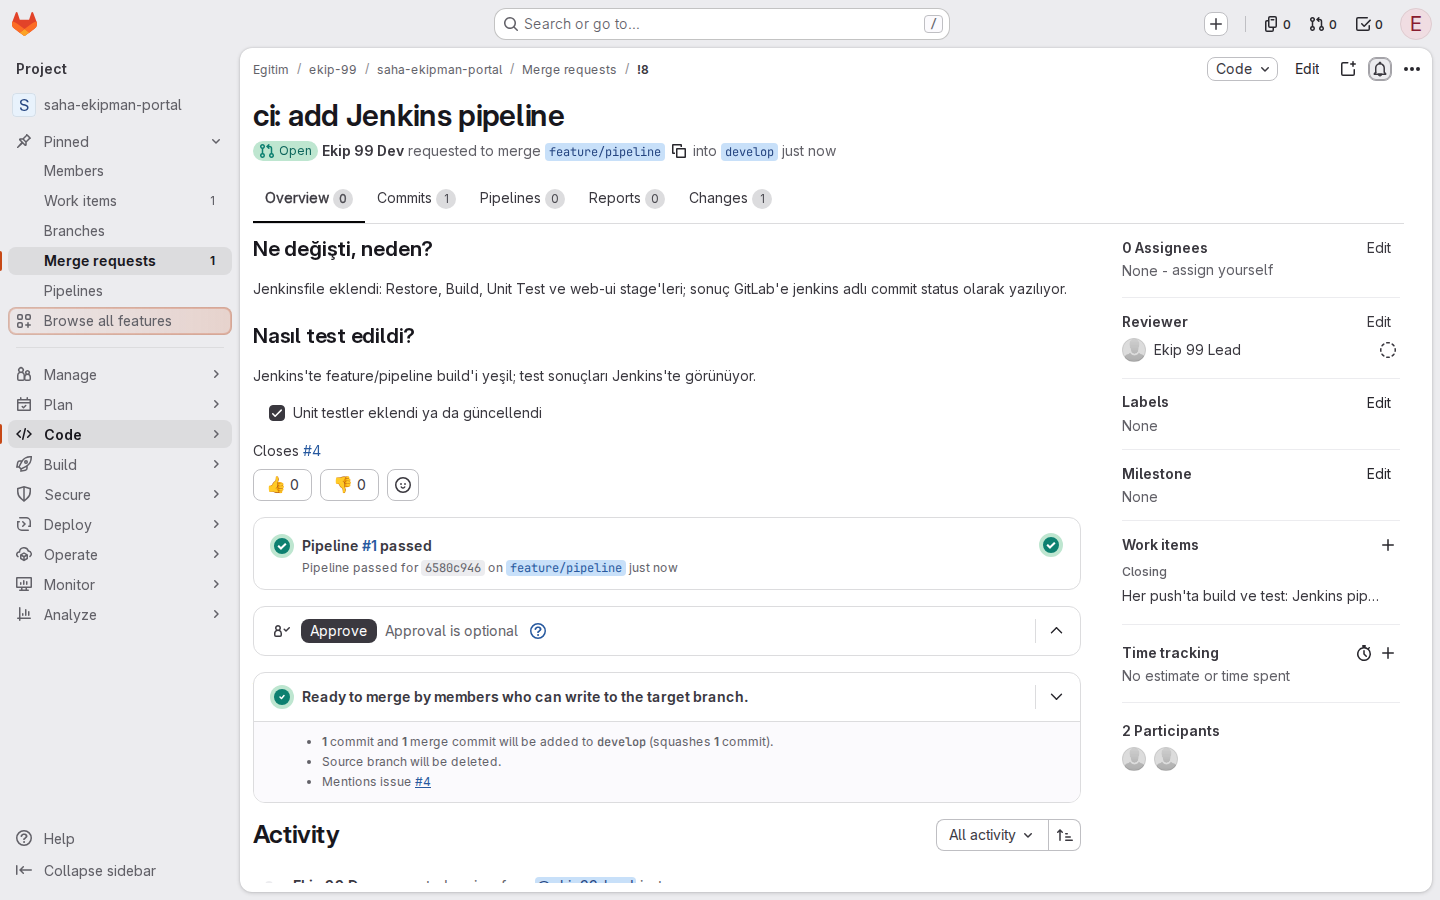 Search or go to...
/
0
0
0
E
Project
S saha-ekipman-portal
Pinned
Members
Work items 1
Branches
Merge requests 1
Pipelines
Browse all features
Manage
Plan
Code
Build
Secure
Deploy
Operate
Monitor
Analyze
Help
Collapse sidebar
Egitim / ekip-99 / saha-ekipman-portal / Merge requests / !8
Code
Edit
ci: add Jenkins pipeline
Open Ekip 99 Dev requested to merge feature/pipeline into develop just now
Overview 0 Commits 1 Pipelines 0 Reports 0 Changes 1
Ne değişti, neden?
Jenkinsfile eklendi: Restore, Build, Unit Test ve web-ui stage'leri; sonuç GitLab'e jenkins adlı commit status olarak yazılıyor.
Nasıl test edildi?
Jenkins'te feature/pipeline build'i yeşil; test sonuçları Jenkins'te görünüyor.
Unit testler eklendi ya da güncellendi
Closes #4
👍 0 👎 0
Pipeline #1 passed
Pipeline passed for 6580c946 on feature/pipeline just now
Approve Approval is optional
Ready to merge by members who can write to the target branch.
1 commit and 1 merge commit will be added to develop (squashes 1 commit).
Source branch will be deleted.
Mentions issue #4
Activity
All activity
0 Assignees Edit
None - assign yourself
Reviewer Edit
Ekip 99 Lead
Labels Edit
None
Milestone Edit
None
Work items
Closing
Her push'ta build ve test: Jenkins pip…
Time tracking
No estimate or time spent
2 Participants